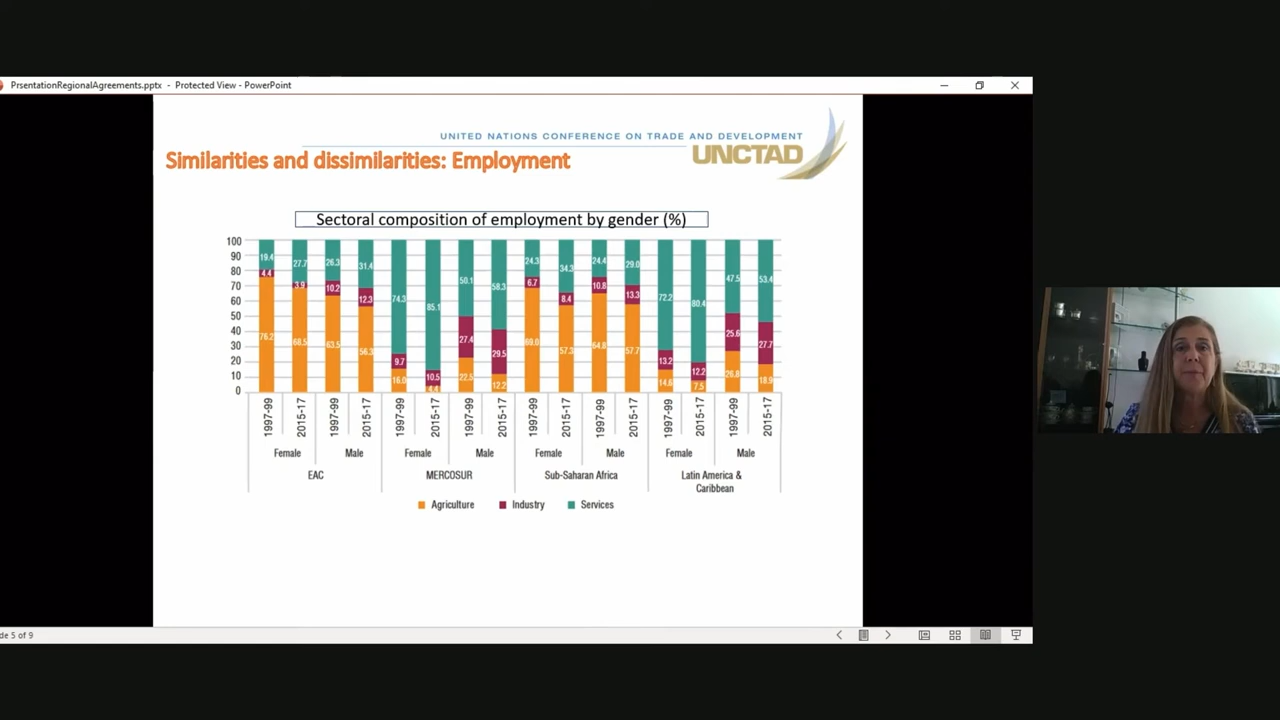 PrsentationRegionalAgreements.pptx - Protected View - PowerPoint
UNITED NATIONS CONFERENCE ON TRADE AND DEVELOPMENT
UNCTAD
Similarities and dissimilarities: Employment
Sectoral composition of employment by gender (%)
100
90
80
70
60
50
40
30
20
10
0
19.4 27.7 26.3 31.4 74.3 85.1 50.1 58.3 24.3 34.3 24.4 29.0 72.2 80.4 47.5 53.4
4.4 3.9 10.2 12.3 9.7 10.5 27.4 29.5 6.7 8.4 10.8 13.3 13.2 12.2 25.6 27.7
76.2 68.5 63.5 56.3 16.0 4.4 22.5 12.2 69.0 57.3 64.8 57.7 14.6 7.5 26.8 18.9
1997-99 2015-17 1997-99 2015-17 1997-99 2015-17 1997-99 2015-17 1997-99 2015-17 1997-99 2015-17 1997-99 2015-17 1997-99 2015-17
Female Male Female Male Female Male Female Male
EAC MERCOSUR Sub-Saharan Africa Latin America &
Caribbean
Agriculture Industry Services
de 5 of 9